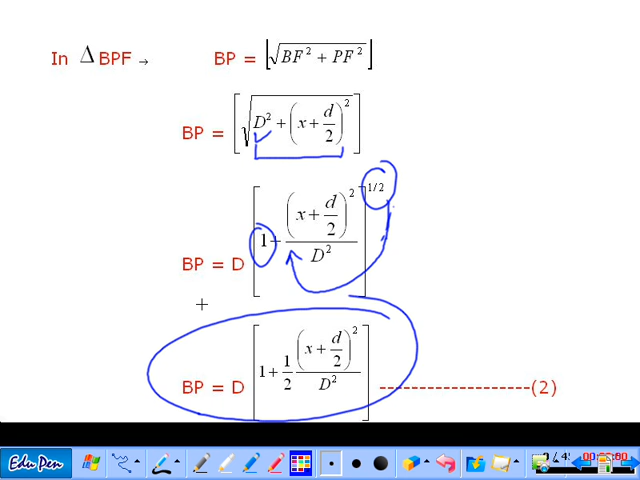 In Δ BPF → BP = [√BF² + PF²]
BP = [√D² + (x + d/2)²]
BP = D [1 + (x + d/2)² / D²]^1/2
+
BP = D [1 + 1/2 (x + d/2)² / D²] -------------------(2)
Edu Pen